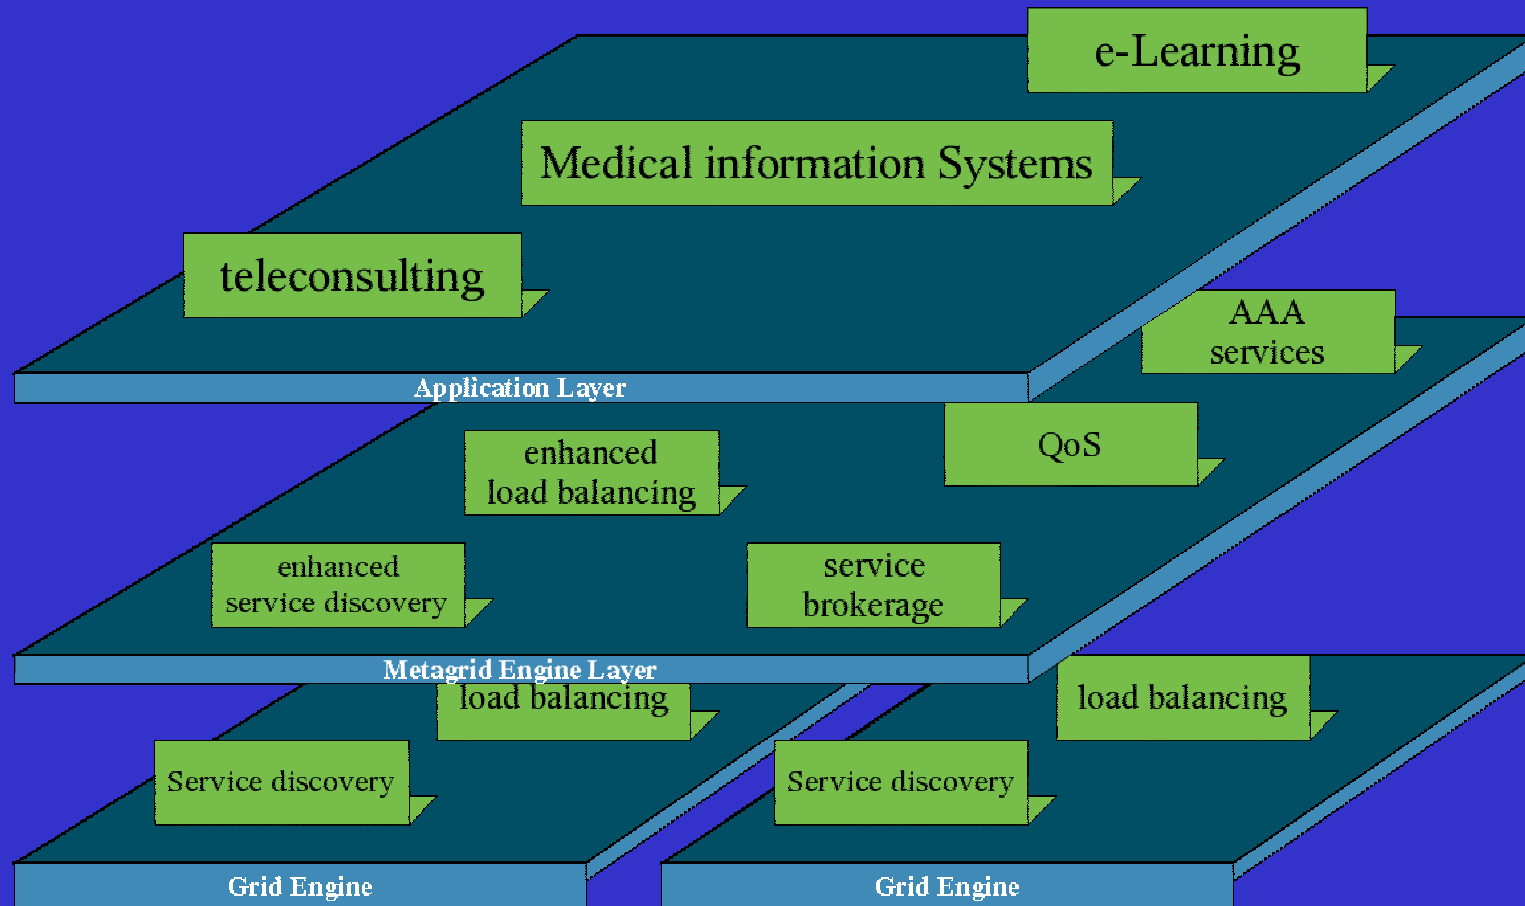 e-Learning
Medical information Systems
teleconsulting
AAA
services
Application Layer
enhanced
load balancing
QoS
enhanced
service discovery
service
brokerage
Metagrid Engine Layer
load balancing
load balancing
Service discovery
Service discovery
Grid Engine
Grid Engine